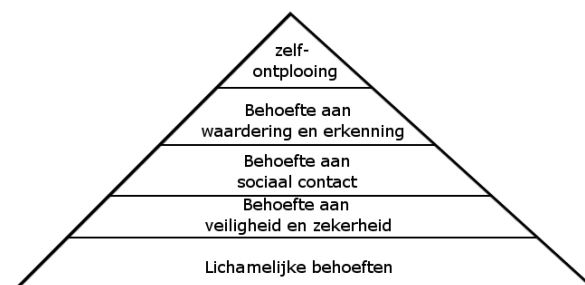 zelf-
ontplooing
Behoefte aan
waardering en erkenning
Behoefte aan
sociaal contact
Behoefte aan
veiligheid en zekerheid
Lichamelijke behoeften